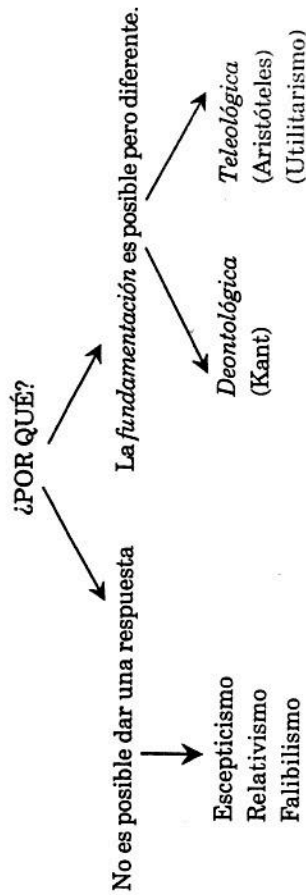 ¿POR QUÉ?
No es posible dar una respuesta
La fundamentación es posible pero diferente.
Escepticismo
Relativismo
Falibilismo
Deontológica
(Kant)
Teleológica
(Aristóteles)
(Utilitarismo)